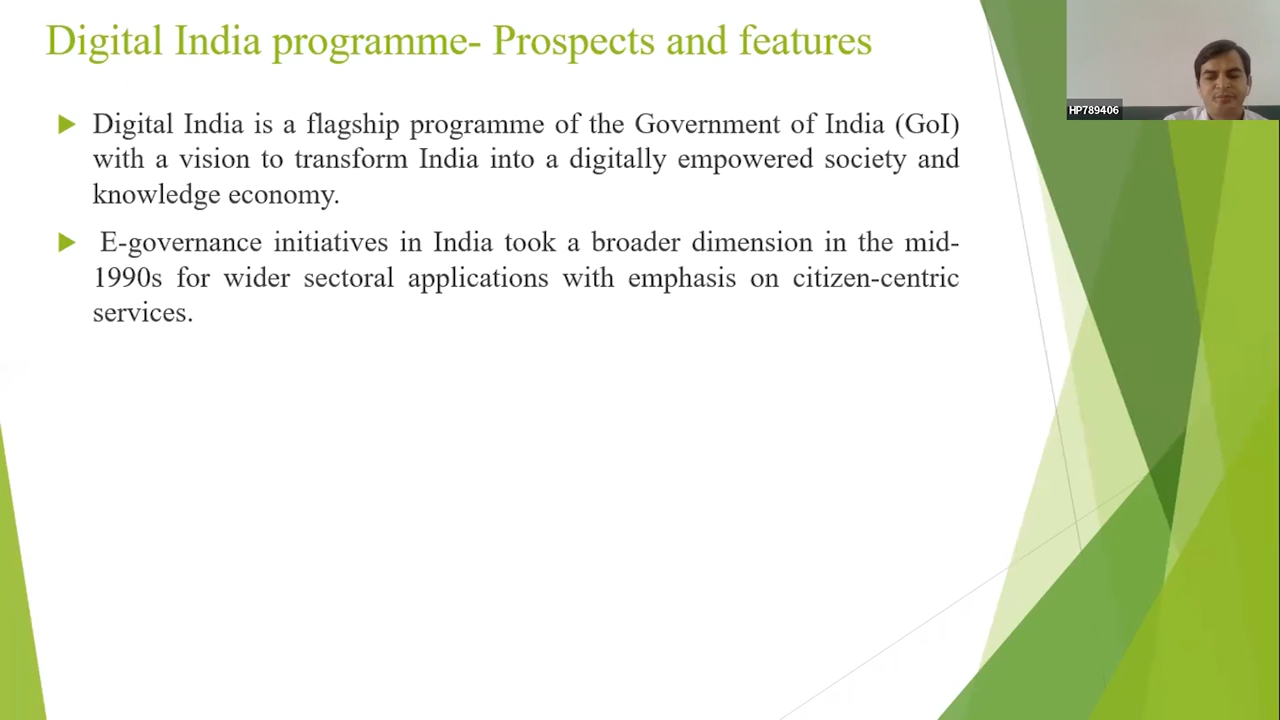 Digital India programme- Prospects and features
HP789406
Digital India is a flagship programme of the Government of India (GoI)
with a vision to transform India into a digitally empowered society and
knowledge economy.
E-governance initiatives in India took a broader dimension in the mid-
1990s for wider sectoral applications with emphasis on citizen-centric
services.